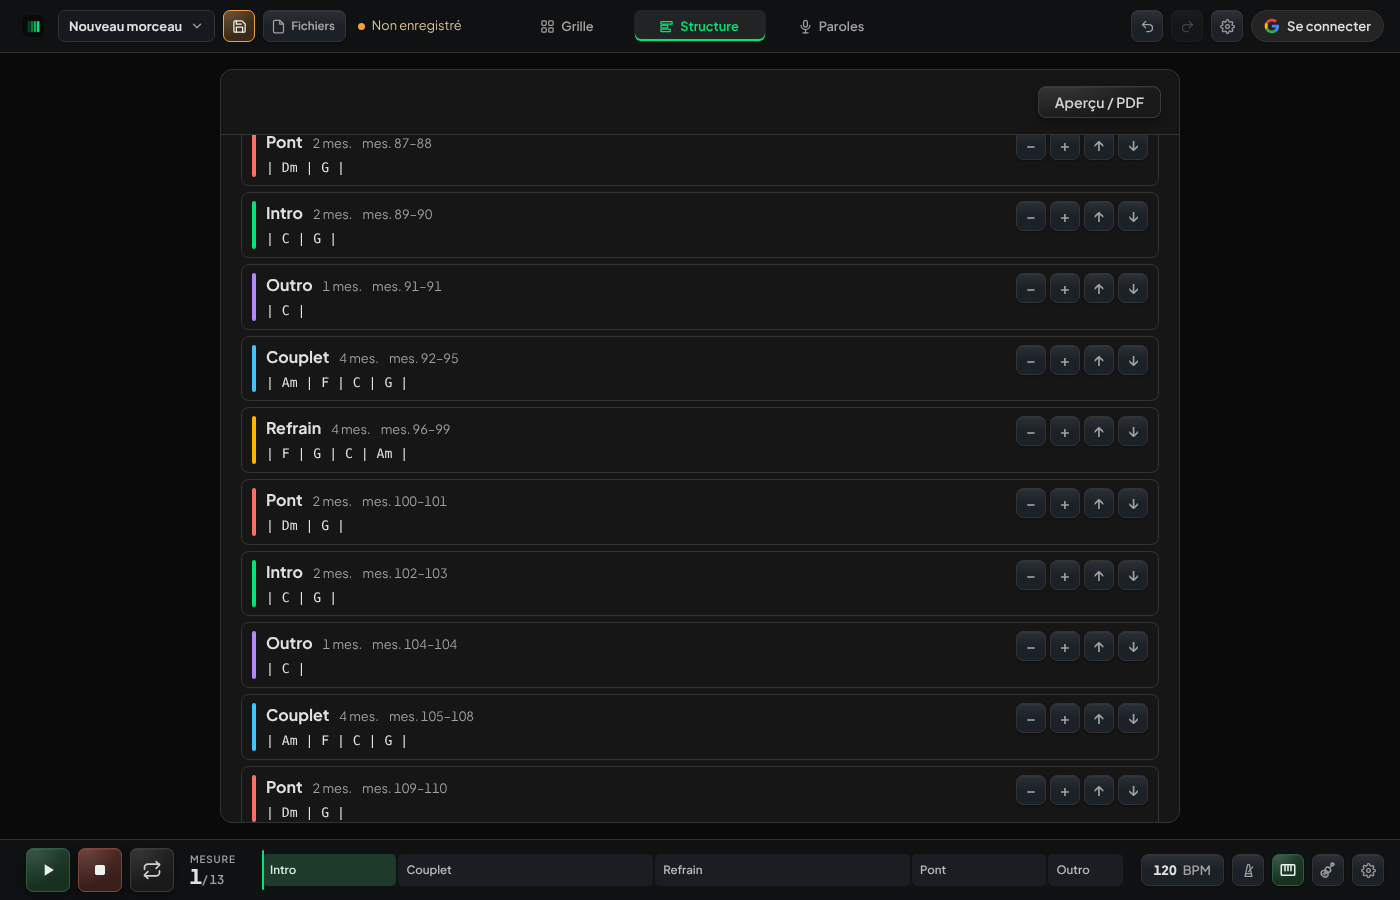 Nouveau morceau Fichiers Non enregistré Grille Structure Paroles Se connecter
Aperçu / PDF
Pont 2 mes. mes. 87–88
| Dm | G |
Intro 2 mes. mes. 89–90
| C | G |
Outro 1 mes. mes. 91–91
| C |
Couplet 4 mes. mes. 92–95
| Am | F | C | G |
Refrain 4 mes. mes. 96–99
| F | G | C | Am |
Pont 2 mes. mes. 100–101
| Dm | G |
Intro 2 mes. mes. 102–103
| C | G |
Outro 1 mes. mes. 104–104
| C |
Couplet 4 mes. mes. 105–108
| Am | F | C | G |
Pont 2 mes. mes. 109–110
| Dm | G |
MESURE
1/13
Intro Couplet Refrain Pont Outro 120 BPM